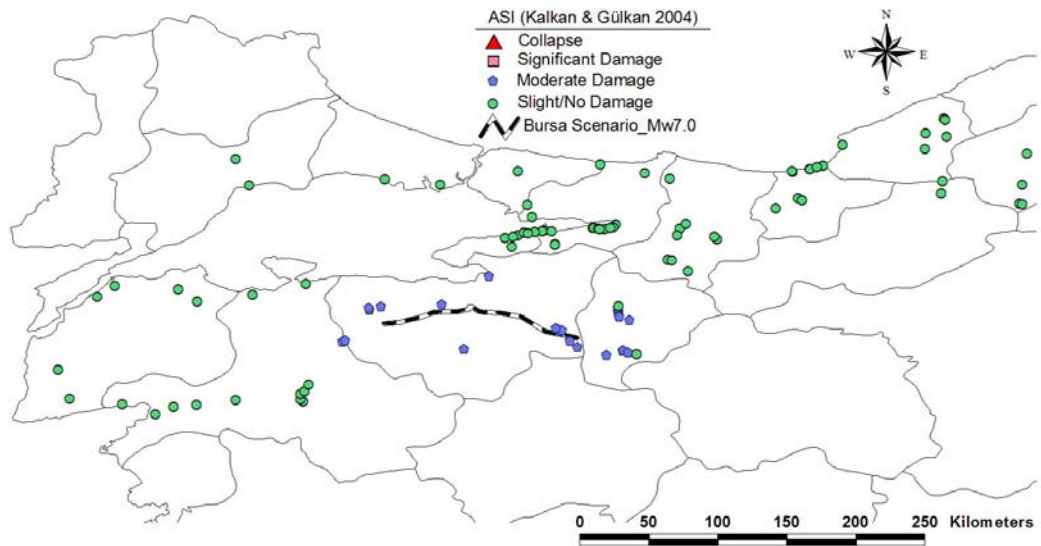 ASI (Kalkan & Gülkan 2004)
Collapse
Significant Damage
Moderate Damage
Slight/No Damage
Bursa Scenario_Mw7.0
N
W E
S
0 50 100 150 200 250 Kilometers